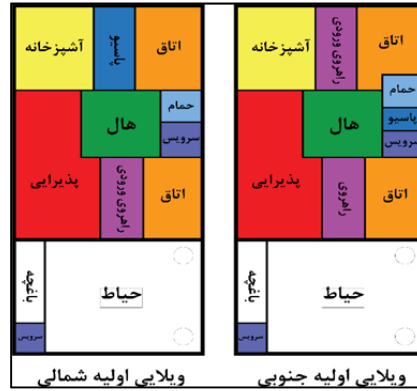 اتاق
راهروی ورودی
آشپزخانه
حمام
پاسیو
سرویس
هال
پذیرایی
اتاق
راهروی
حیاط
باغچه
سرویس
ویلایی اولیه جنوبی
اتاق
پاسیو
آشپزخانه
حمام
سرویس
هال
پذیرایی
اتاق
راهروی ورودی
حیاط
باغچه
سرویس
ویلایی اولیه شمالی